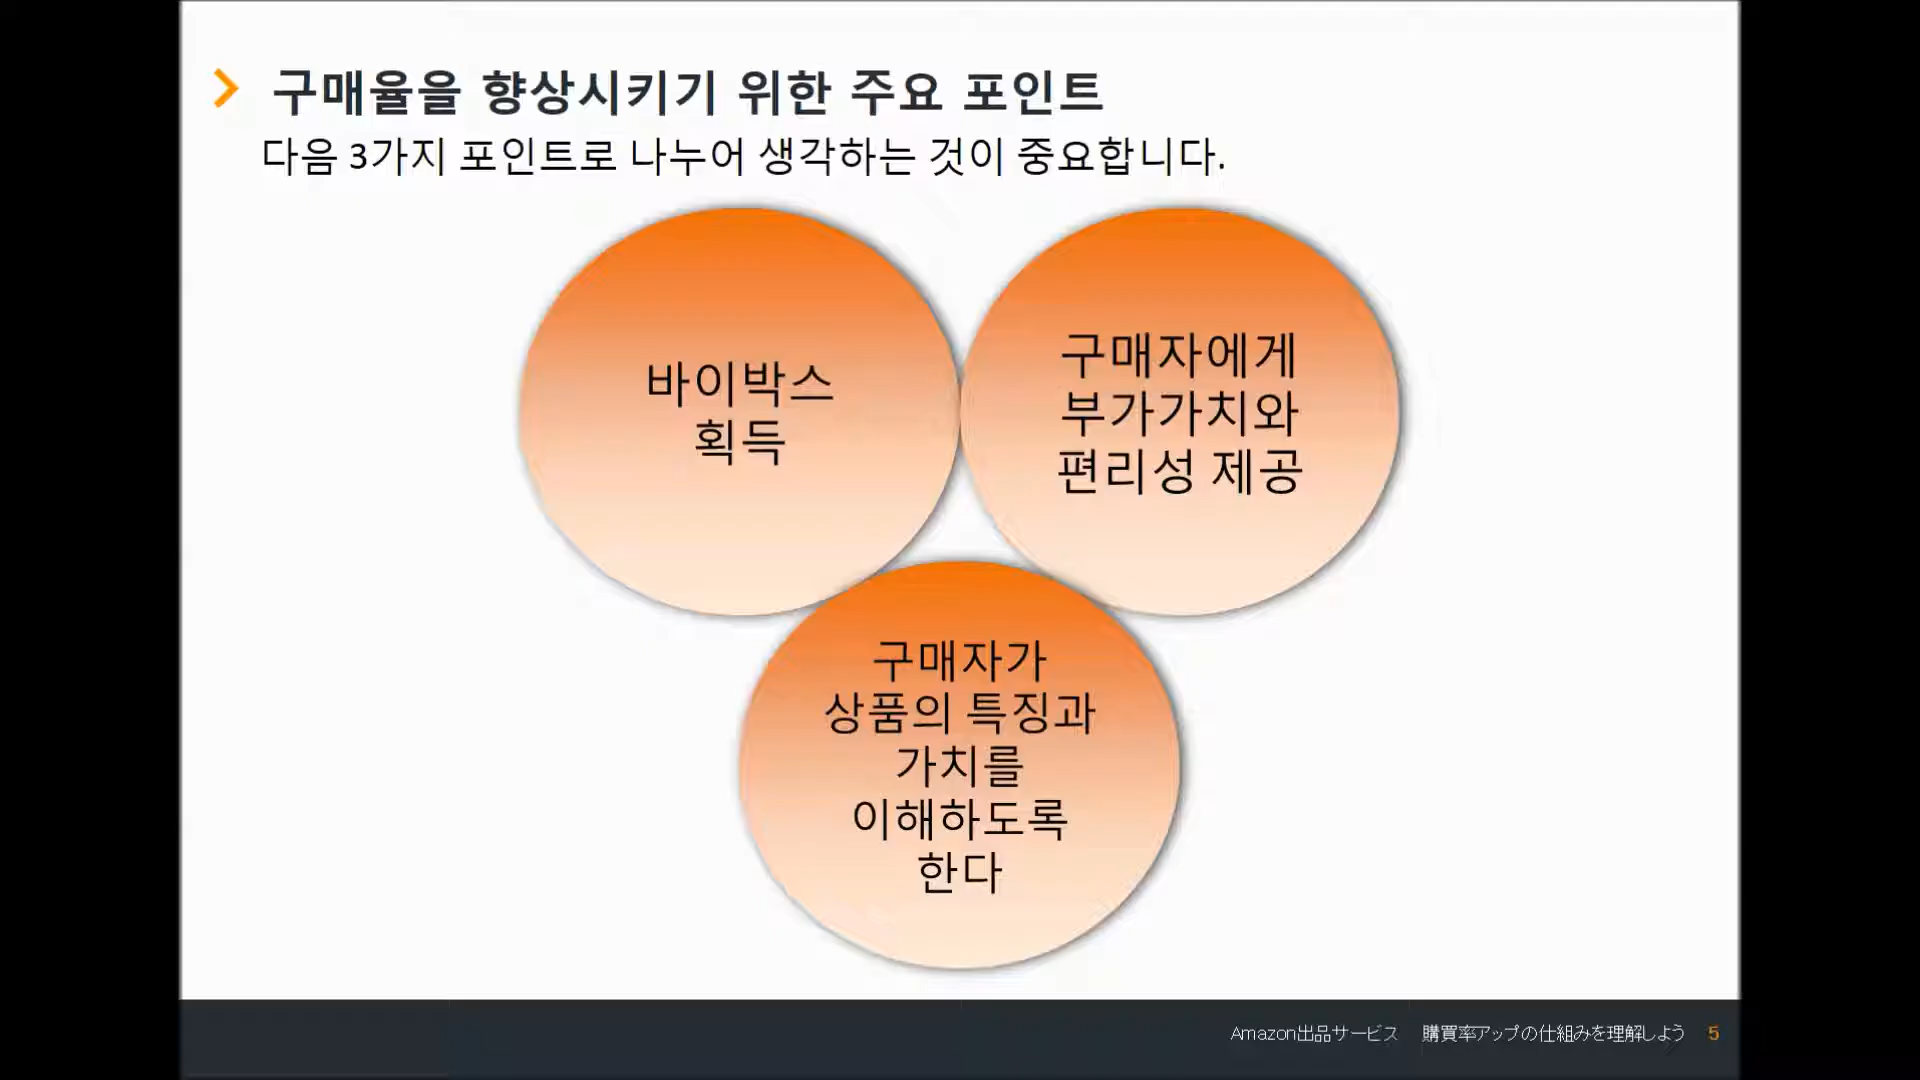 구매율을 향상시키기 위한 주요 포인트
다음 3가지 포인트로 나누어 생각하는 것이 중요합니다.
바이박스
획득
구매자에게
부가가치와
편리성 제공
구매자가
상품의 특징과
가치를
이해하도록
한다
Amazon出品サービス 購買率アップの仕組みを理解しよう 5